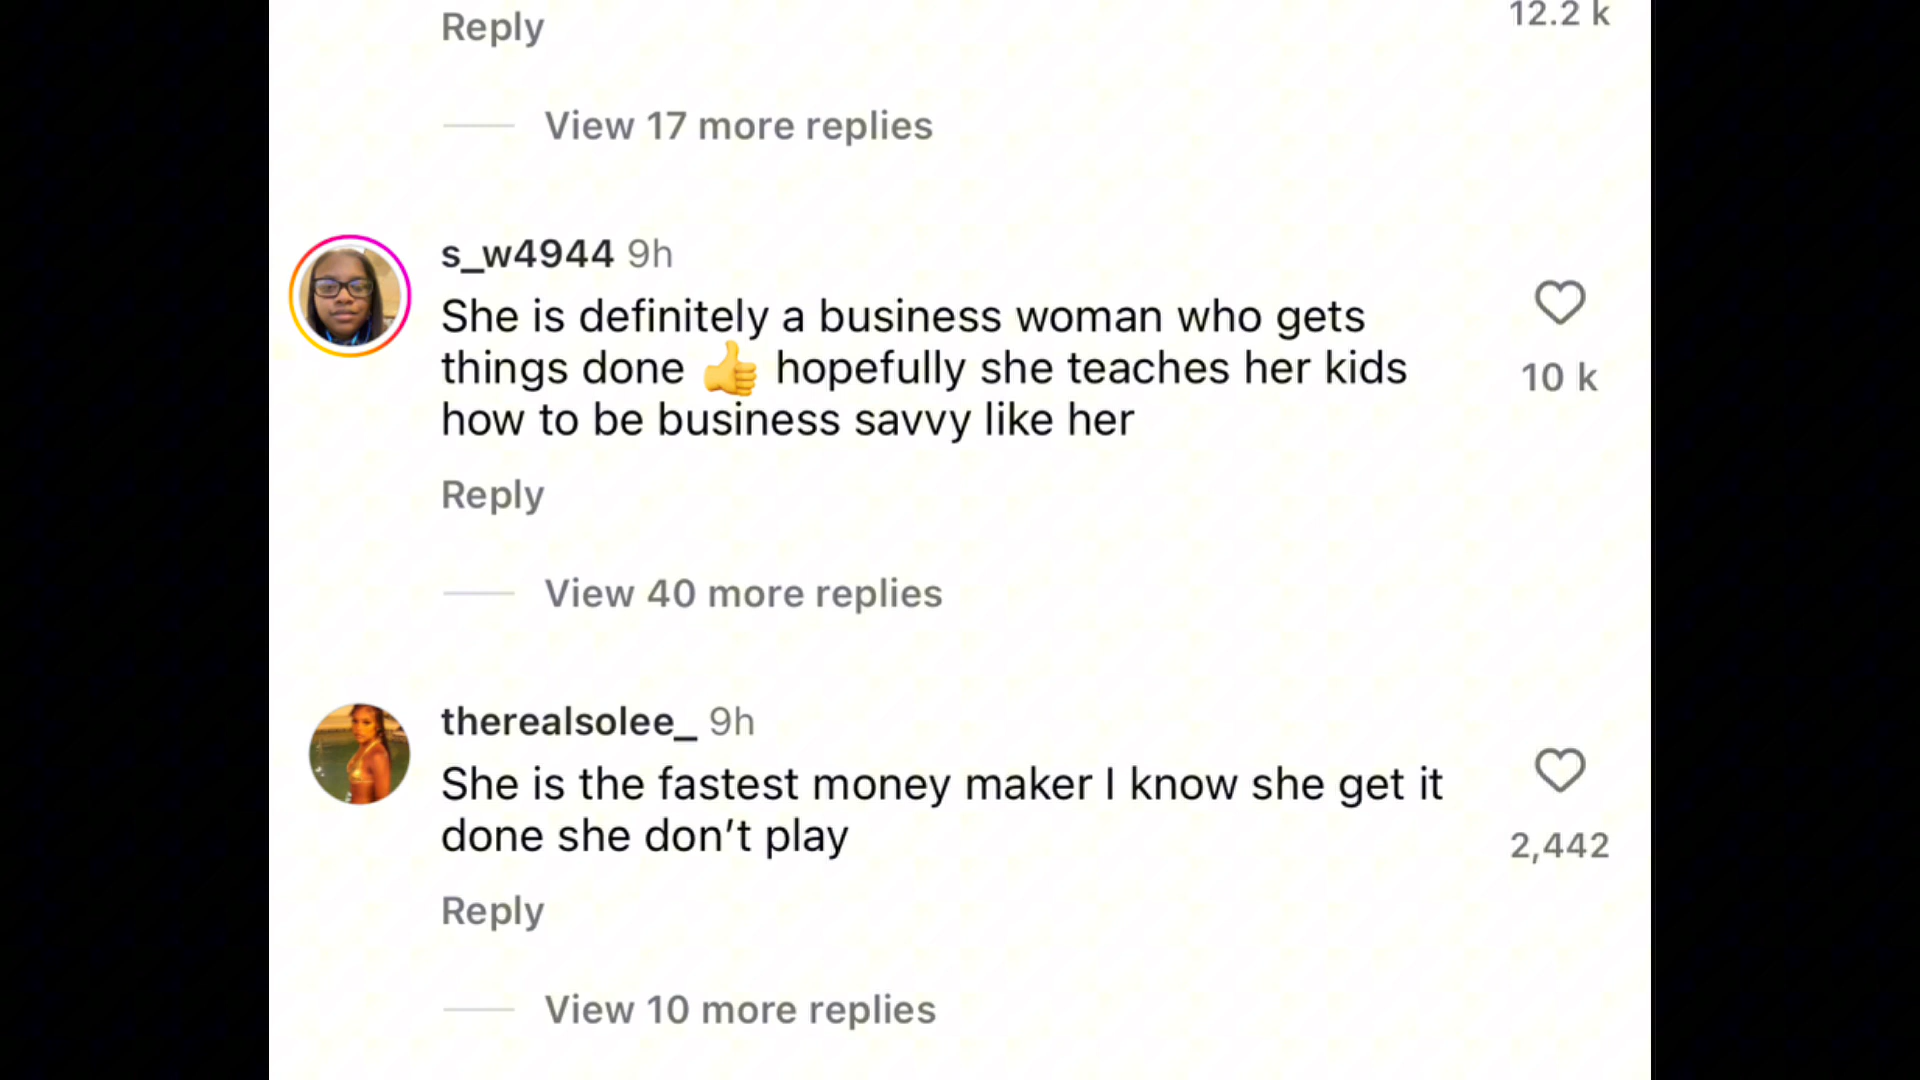 Reply
12.2 k
View 17 more replies
s_w4944 9h
She is definitely a business woman who gets
things done 👍 hopefully she teaches her kids
how to be business savvy like her
10 k
Reply
View 40 more replies
therealsolee_ 9h
She is the fastest money maker I know she get it
done she don’t play
2,442
Reply
View 10 more replies